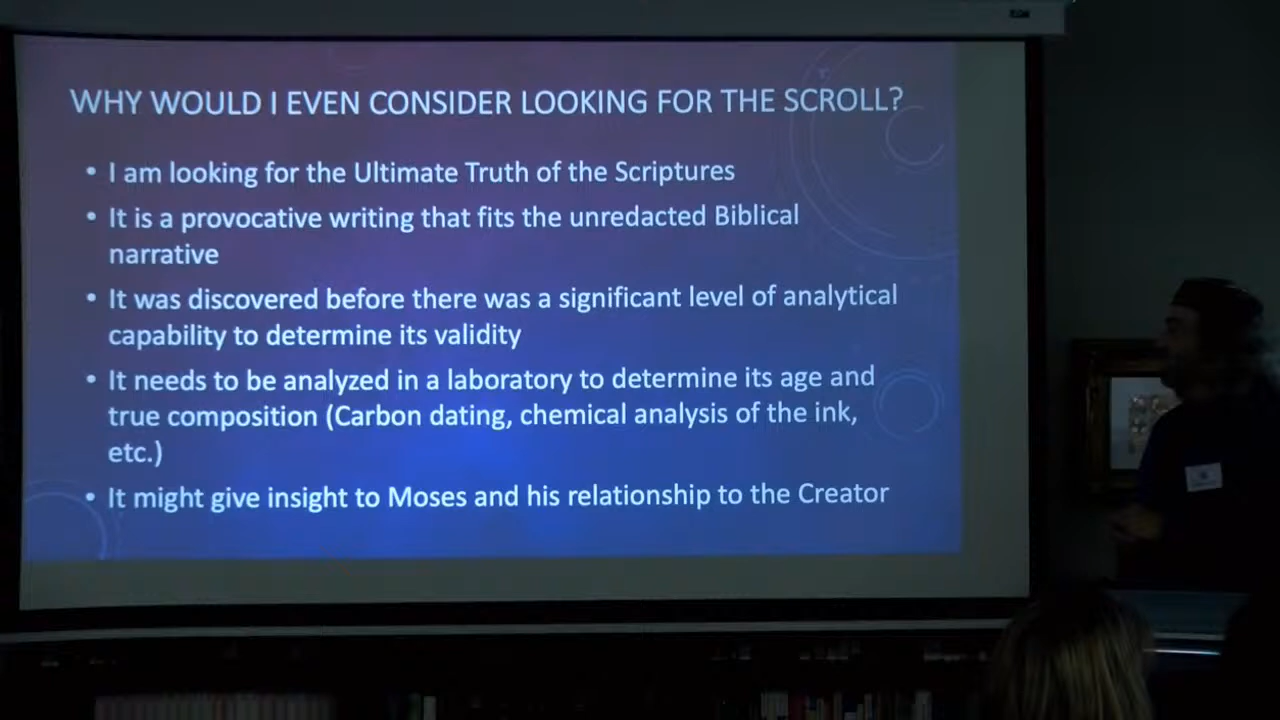 WHY WOULD I EVEN CONSIDER LOOKING FOR THE SCROLL?
• I am looking for the Ultimate Truth of the Scriptures
• It is a provocative writing that fits the unredacted Biblical
narrative
• It was discovered before there was a significant level of analytical
capability to determine its validity
• It needs to be analyzed in a laboratory to determine its age and
true composition (Carbon dating, chemical analysis of the ink,
etc.)
• It might give insight to Moses and his relationship to the Creator